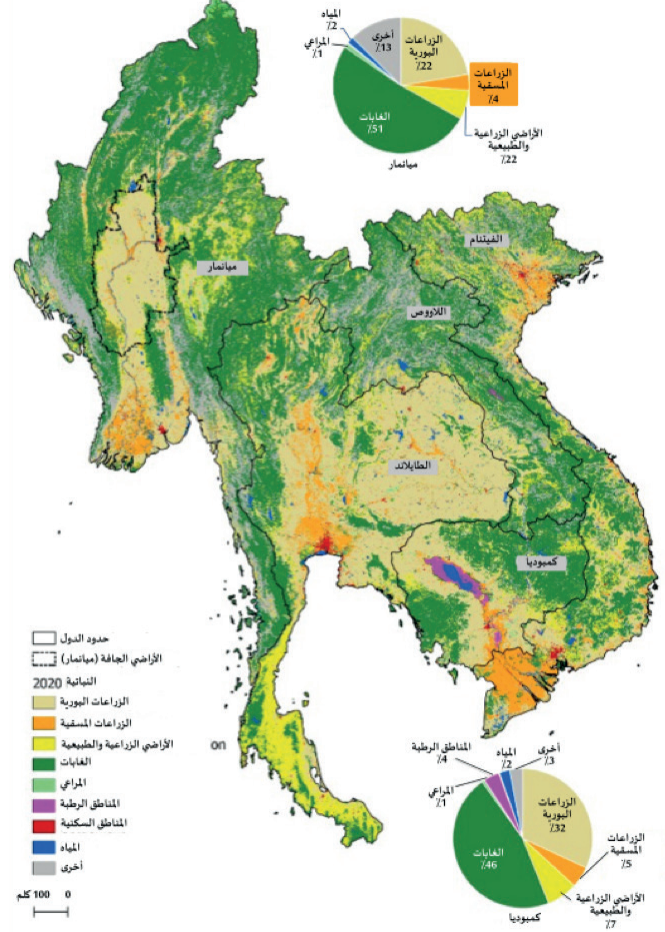 المياه
٪2
المراعي
٪1
أخرى
٪13
الزراعات
البورية
٪22
الزراعات
المسقية
٪4
الغابات
٪51
الأراضي الزراعية
والطبيعية
٪22
ميانمار
الفيتنام
ميانمار
اللاووص
الطايلاند
كمبوديا
حدود الدول
الأراضي الجافة (ميانمار)
النباتية 2020
الزراعات البورية
الزراعات المسقية
الأراضي الزراعية والطبيعية
الغابات
المراعي
المناطق الرطبة
المناطق السكنية
المياه
أخرى
0 100 كلم
on
المناطق الرطبة
٪4
المياه
٪2
أخرى
٪3
المراعي
٪1
الزراعات
البورية
٪32
الزراعات
المسقية
٪5
الغابات
٪46
الأراضي الزراعية
والطبيعية
٪7
كمبوديا